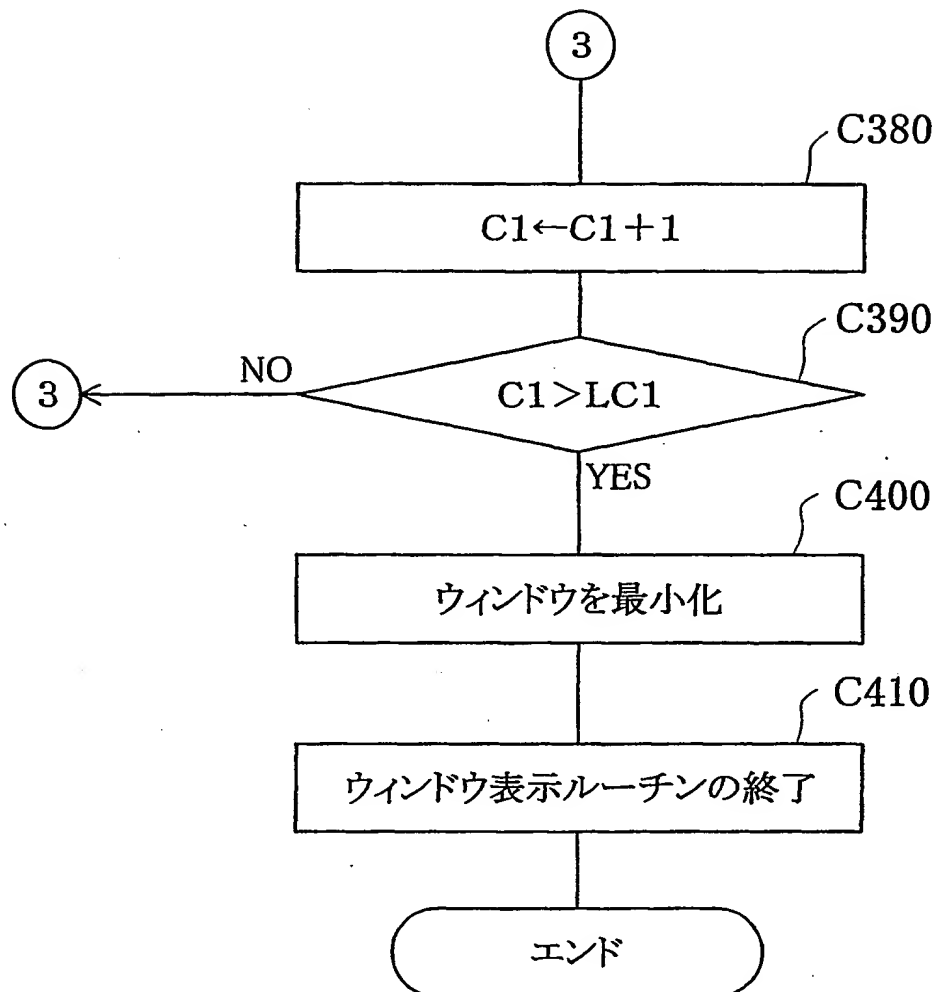 3
C380
C1←C1+1
C390
NO
3
C1>LC1
YES
C400
ウィンドウを最小化
C410
ウィンドウ表示ルーチンの終了
エンド